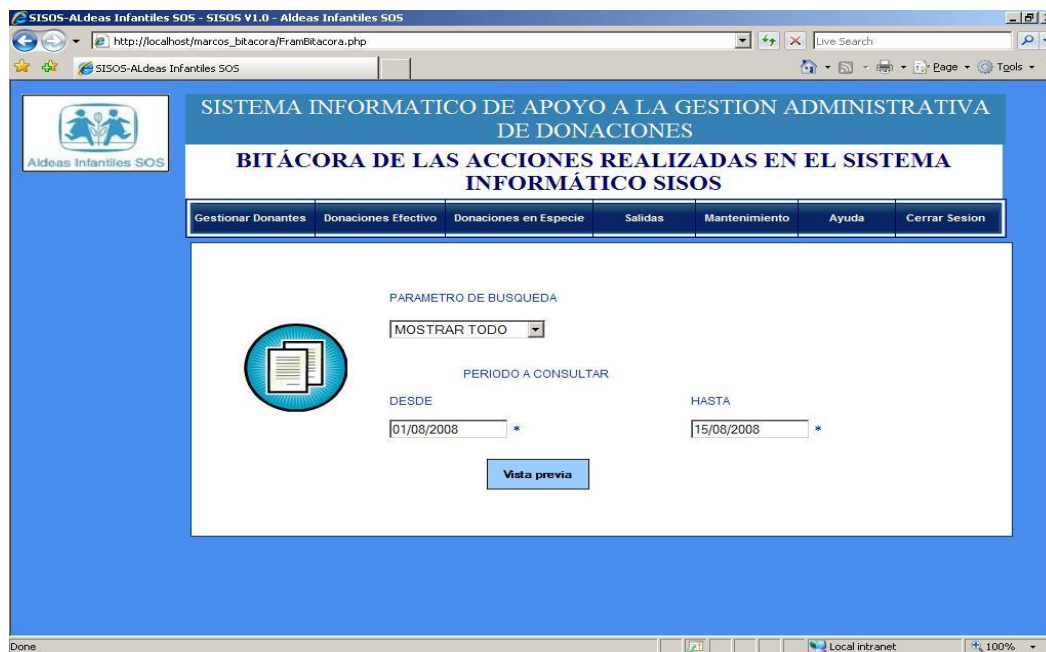 SISOS-ALdeas Infantiles SOS - SISOS V1.0 - Aldeas Infantiles SOS
http://localhost/marcos_bitacora/FramBitacora.php
Live Search
SISOS-ALdeas Infantiles SOS
Page
Tools
Aldeas Infantiles SOS
SISTEMA INFORMATICO DE APOYO A LA GESTION ADMINISTRATIVA
DE DONACIONES
BITÁCORA DE LAS ACCIONES REALIZADAS EN EL SISTEMA
INFORMÁTICO SISOS
Gestionar Donantes Donaciones Efectivo Donaciones en Especie Salidas Mantenimiento Ayuda Cerrar Sesion
PARAMETRO DE BUSQUEDA
MOSTRAR TODO
PERIODO A CONSULTAR
DESDE HASTA
01/08/2008 * 15/08/2008 *
Vista previa
Done
Local intranet
100%